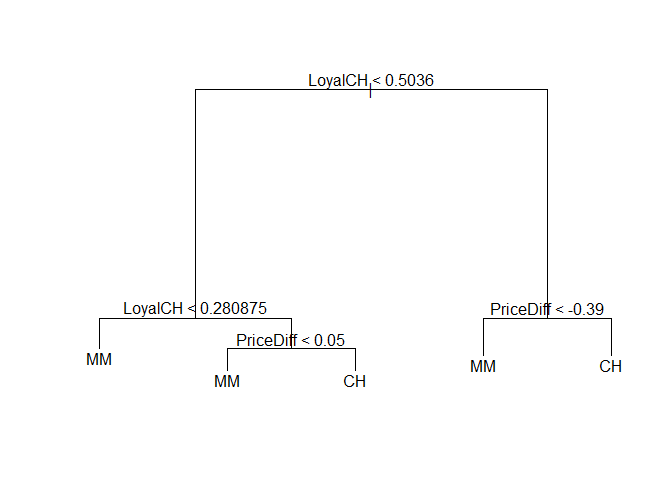 LoyalCH < 0.5036
LoyalCH < 0.280875
PriceDiff < -0.39
PriceDiff < 0.05
MM
MM
CH
MM
CH